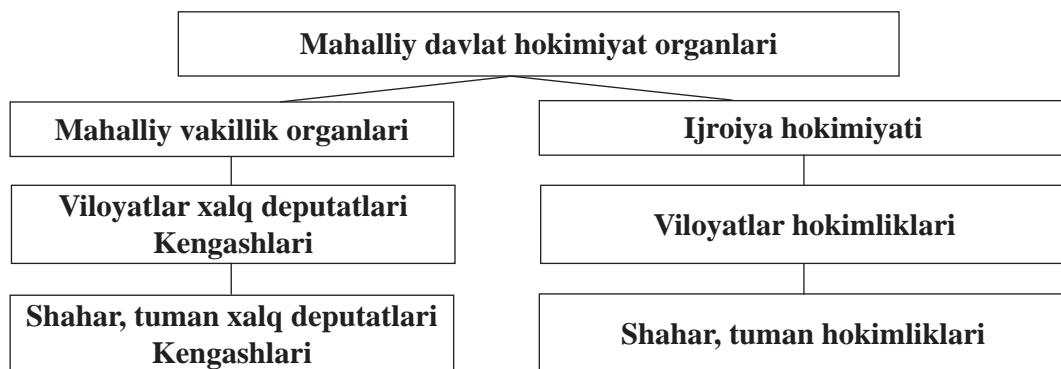 Mahalliy davlat hokimiyat organlari
Mahalliy vakillik organlari
Ijroiya hokimiyati
Viloyatlar xalq deputatlari
Kengashlari
Viloyatlar hokimliklari
Shahar, tuman xalq deputatlari
Kengashlari
Shahar, tuman hokimliklari